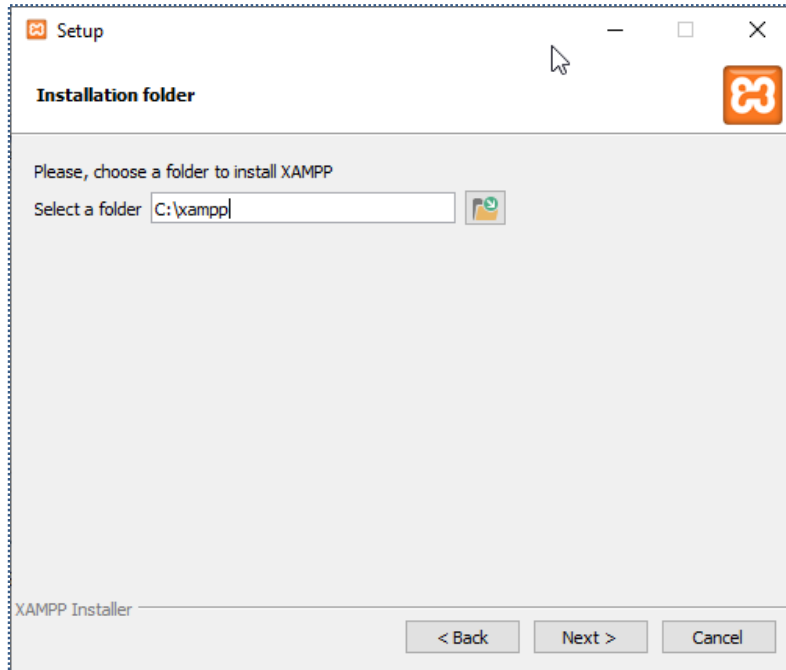 Setup
Installation folder
Please, choose a folder to install XAMPP
Select a folder C:\xampp
XAMPP Installer
< Back Next > Cancel